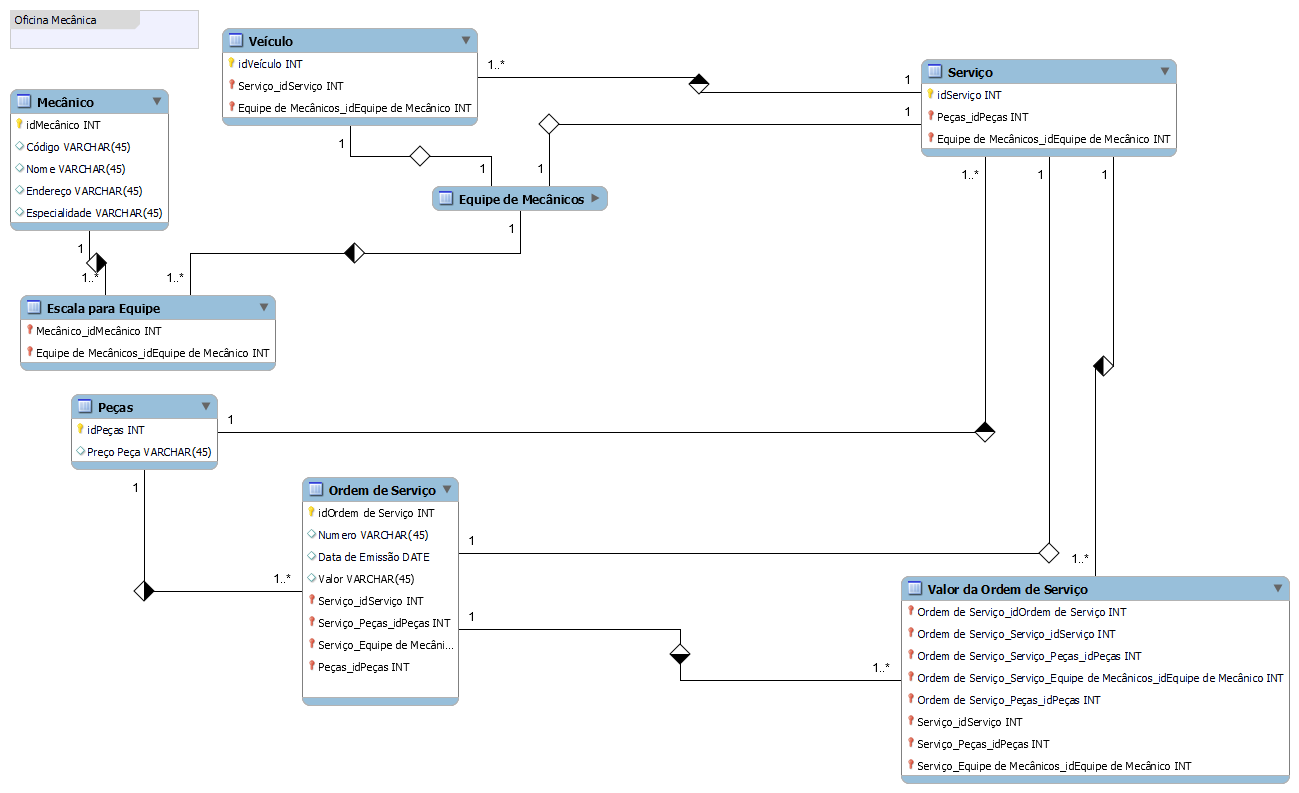 Oficina Mecânica
Veículo
idVeículo INT
Serviço_idServiço INT
Equipe de Mecânicos_idEquipe de Mecânico INT
1..*
1
1
1
1
1
Serviço
idServiço INT
Peças_idPeças INT
Equipe de Mecânicos_idEquipe de Mecânico INT
1..*
1
1
Mecânico
idMecânico INT
Código VARCHAR(45)
Nome VARCHAR(45)
Endereço VARCHAR(45)
Especialidade VARCHAR(45)
Equipe de Mecânicos
1
1
1..*
1..*
Escala para Equipe
Mecânico_idMecânico INT
Equipe de Mecânicos_idEquipe de Mecânico INT
Peças
idPeças INT
Preço Peça VARCHAR(45)
1
1
1..*
Ordem de Serviço
idOrdem de Serviço INT
Numero VARCHAR(45)
Data de Emissão DATE
Valor VARCHAR(45)
Serviço_idServiço INT
Serviço_Peças_idPeças INT
Serviço_Equipe de Mecâni...
Peças_idPeças INT
1
1
1..*
1..*
Valor da Ordem de Serviço
Ordem de Serviço_idOrdem de Serviço INT
Ordem de Serviço_Serviço_idServiço INT
Ordem de Serviço_Serviço_Peças_idPeças INT
Ordem de Serviço_Serviço_Equipe de Mecânicos_idEquipe de Mecânico INT
Ordem de Serviço_Peças_idPeças INT
Serviço_idServiço INT
Serviço_Peças_idPeças INT
Serviço_Equipe de Mecânicos_idEquipe de Mecânico INT